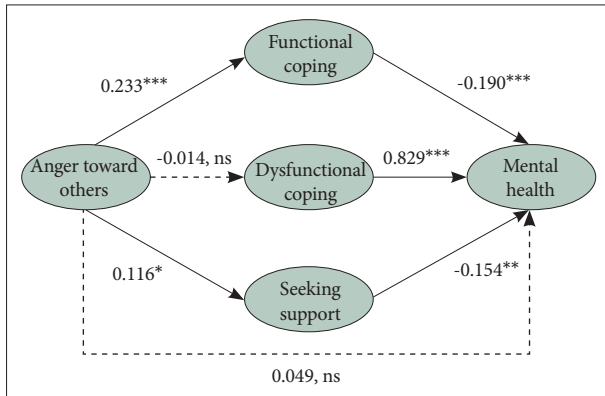 Functional
coping
0.233***
-0.190***
Anger toward
others
-0.014, ns
Dysfunctional
coping
0.829***
Mental
health
0.116*
Seeking
support
-0.154**
0.049, ns